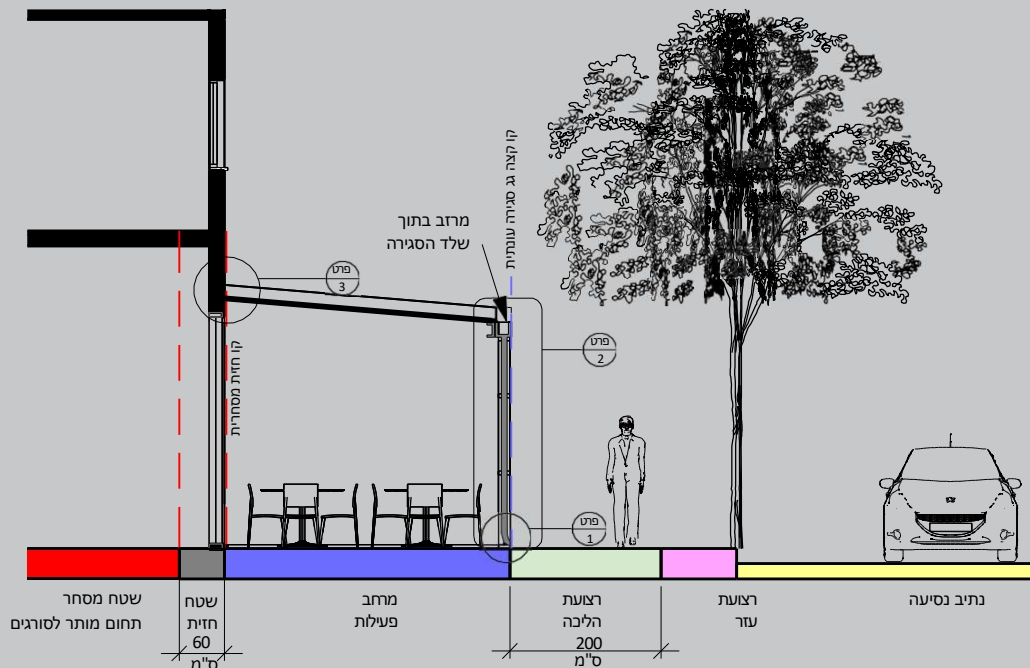 קו קצה גג סגירה עונתית
מרזב בתוך
שלד הסגירה
פרט
3
פרט
2
קו חזית מסחרית
פרט
1
נתיב נסיעה
רצועת
עזר
רצועת
הליכה
200
ס"מ
מרחב
פעילות
שטח
חזית
60
ס"מ
שטח מסחר
תחום מותר לסורגים